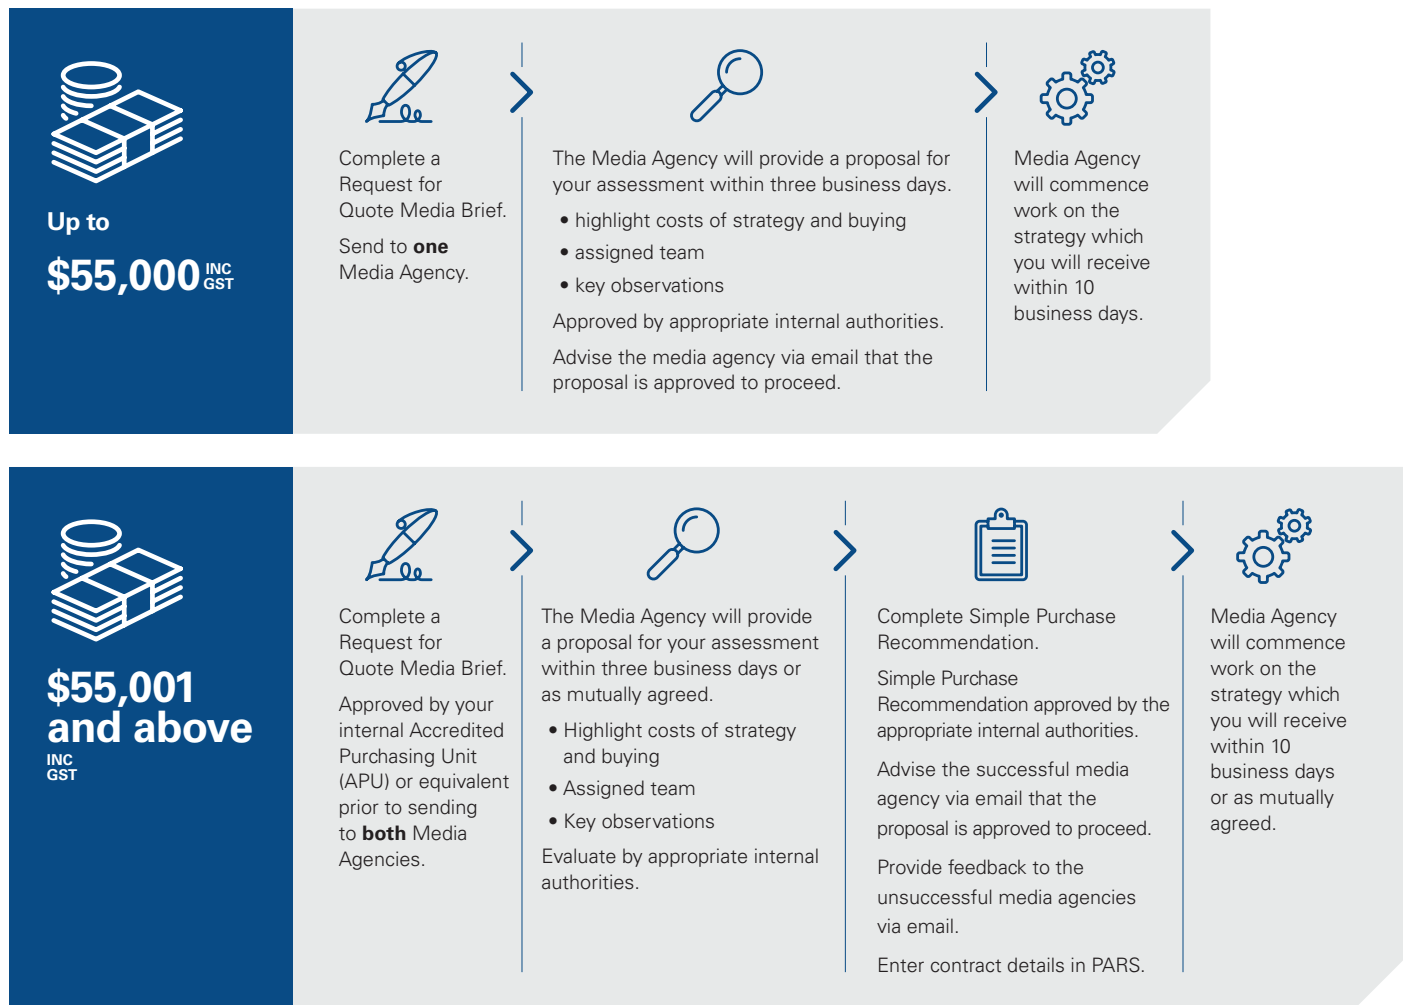 Up to
$55,000 INC GST
Complete a
Request for
Quote Media Brief.
Send to one
Media Agency.
The Media Agency will provide a proposal for
your assessment within three business days.
• highlight costs of strategy and buying
• assigned team
• key observations
Approved by appropriate internal authorities.
Advise the media agency via email that the
proposal is approved to proceed.
Media Agency
will commence
work on the
strategy which
you will receive
within 10
business days.
$55,001
and above
INC
GST
Complete a
Request for
Quote Media Brief.
Approved by your
internal Accredited
Purchasing Unit
(APU) or equivalent
prior to sending
to both Media
Agencies.
The Media Agency will provide
a proposal for your assessment
within three business days or
as mutually agreed.
• Highlight costs of strategy
and buying
• Assigned team
• Key observations
Evaluate by appropriate internal
authorities.
Complete Simple Purchase
Recommendation.
Simple Purchase
Recommendation approved by the
appropriate internal authorities.
Advise the successful media
agency via email that the
proposal is approved to proceed.
Provide feedback to the
unsuccessful media agencies
via email.
Enter contract details in PARS.
Media Agency
will commence
work on the
strategy which
you will receive
within 10
business days
or as mutually
agreed.